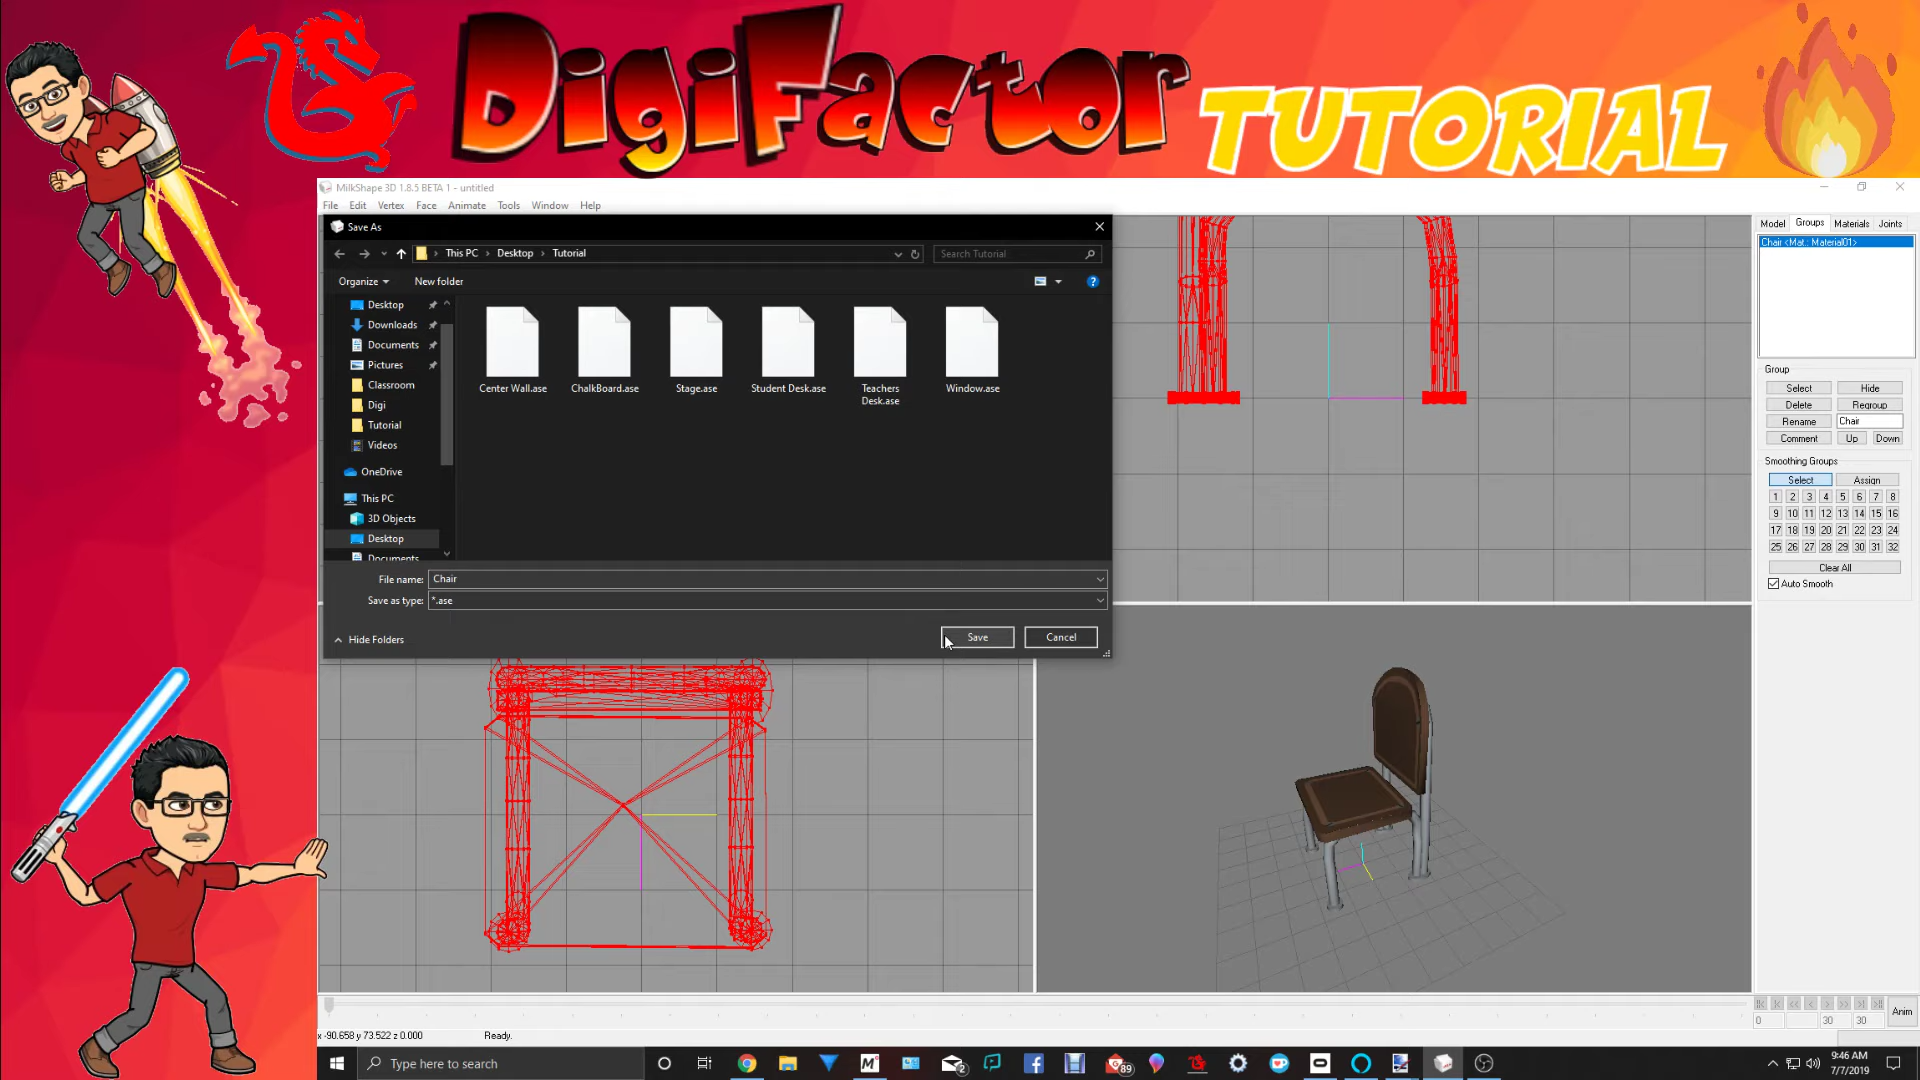 DigiFactor TUTORIAL
MilkShape 3D 1.8.5 BETA 1 - untitled
File Edit Vertex Face Animate Tools Window Help
Save As
This PC > Desktop > Tutorial
Search Tutorial
Organize New folder
Desktop
Downloads
Documents
Pictures
Classroom
Digi
Tutorial
Videos
OneDrive
This PC
3D Objects
Desktop
Documents
Center Wall.ase
ChalkBoard.ase
Stage.ase
Student Desk.ase
Teachers
Desk.ase
Window.ase
File name: Chair
Save as type: *.ase
Hide Folders
Save Cancel
Model Groups Materials Joints
Chair <Mat.: Material01>
Group
Select Hide
Delete Regroup
Rename Chair
Comment Up Down
Smoothing Groups
Select Assign
1 2 3 4 5 6 7 8
9 10 11 12 13 14 15 16
17 18 19 20 21 22 23 24
25 26 27 28 29 30 31 32
Clear All
Auto Smooth
Anim
0 30 30
x -90.658 y 73.522 z 0.000 Ready.
Type here to search
2
89
9:46 AM
7/7/2019